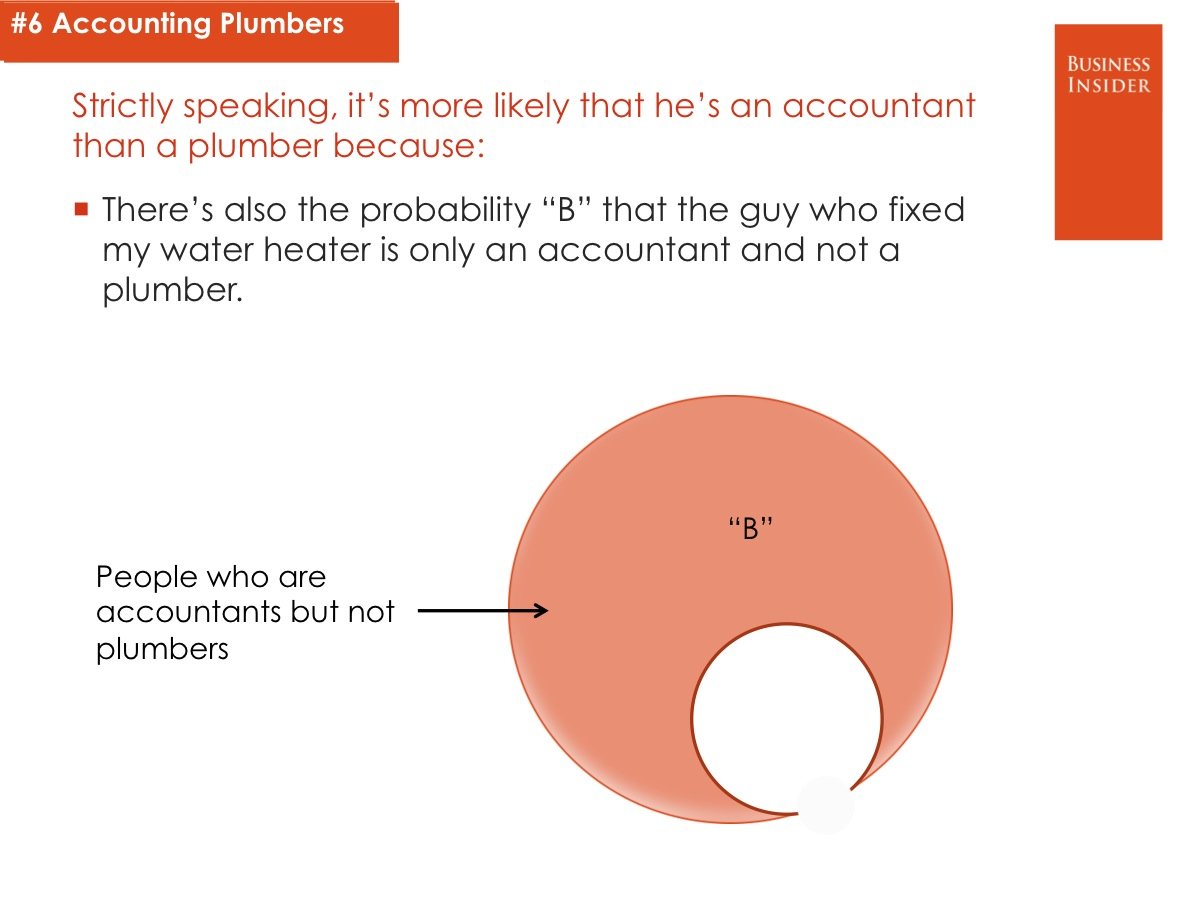 #6 Accounting Plumbers
BUSINESS
INSIDER
Strictly speaking, it’s more likely that he’s an accountant
than a plumber because:
There’s also the probability “B” that the guy who fixed
my water heater is only an accountant and not a
plumber.
“B”
People who are
accountants but not
plumbers